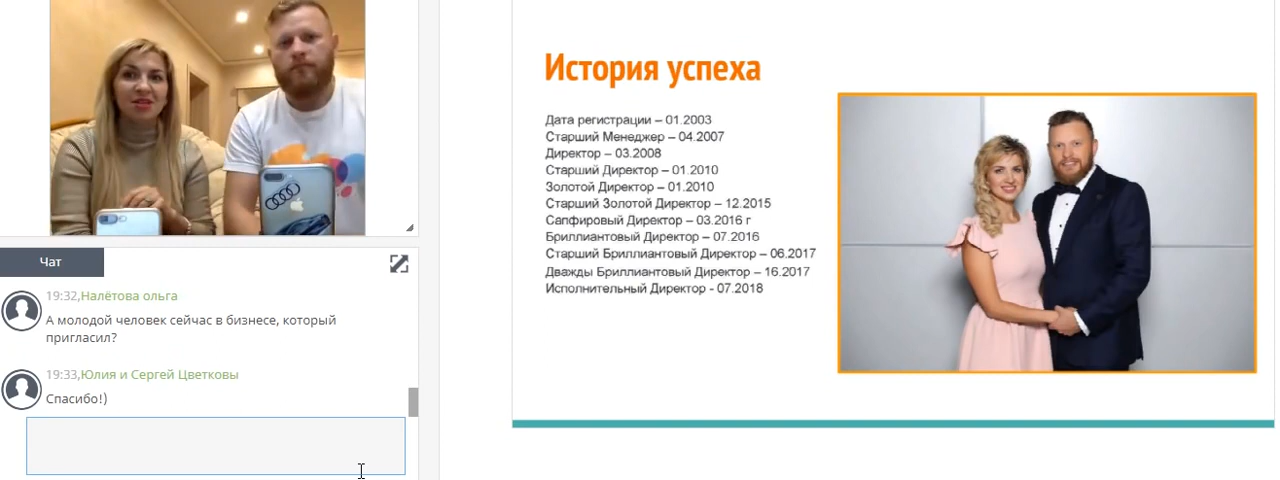 История успеха
Дата регистрации – 01.2003
Старший Менеджер – 04.2007
Директор – 03.2008
Старший Директор – 01.2010
Золотой Директор – 01.2010
Старший Золотой Директор – 12.2015
Сапфировый Директор – 03.2016 г
Бриллиантовый Директор – 07.2016
Старший Бриллиантовый Директор – 06.2017
Дважды Бриллиантовый Директор – 16.2017
Исполнительный Директор - 07.2018
Чат
19:32,Налётова ольга
А молодой человек сейчас в бизнесе, который
пригласил?
19:33,Юлия и Сергей Цветковы
Спасибо!)